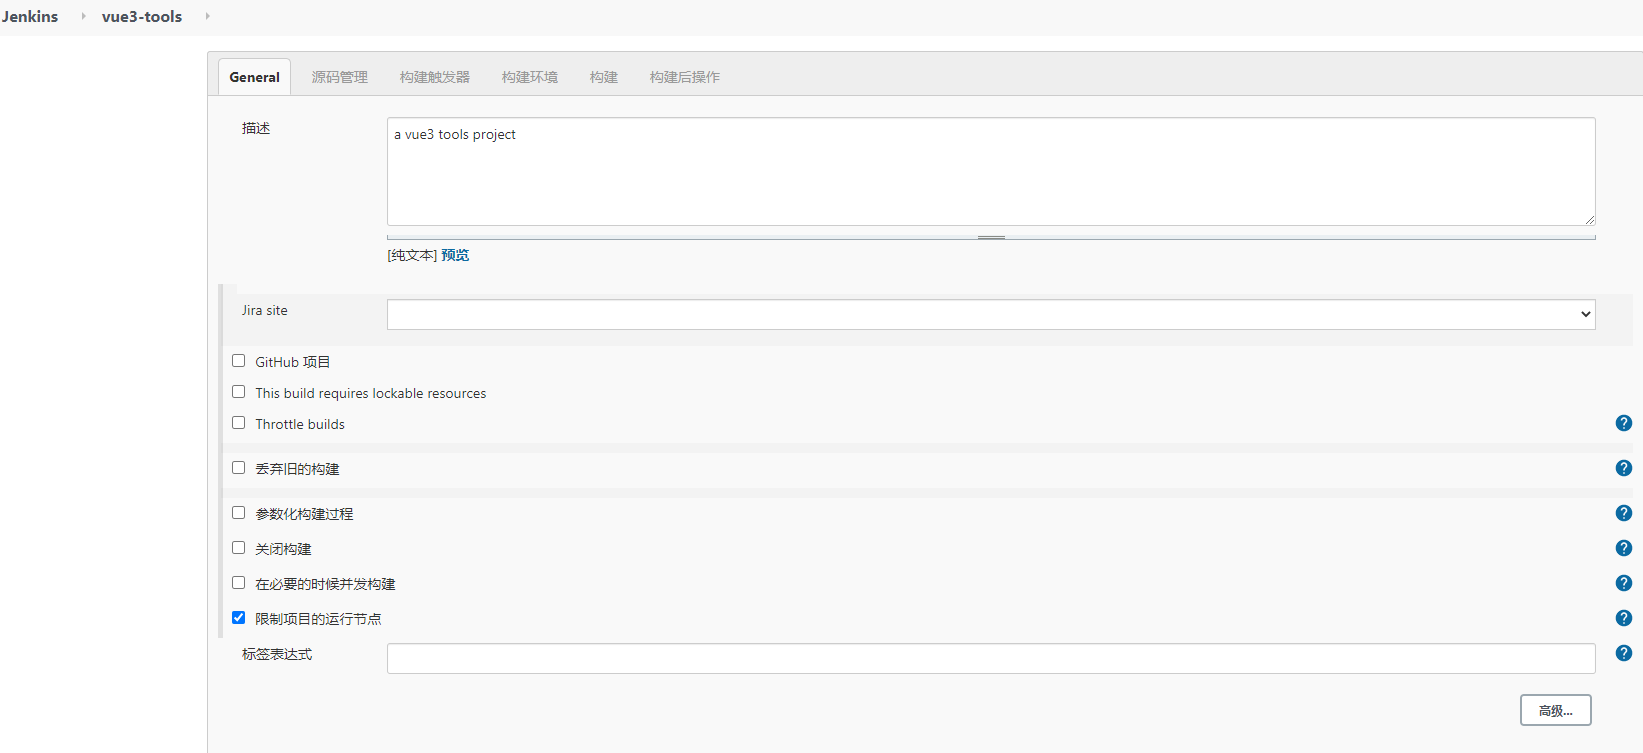 Jenkins vue3-tools
General 源码管理 构建触发器 构建环境 构建 构建后操作
描述
a vue3 tools project
[纯文本] 预览
Jira site
GitHub 项目
This build requires lockable resources
Throttle builds
?
丢弃旧的构建
?
参数化构建过程
?
关闭构建
?
在必要的时候并发构建
?
限制项目的运行节点
?
标签表达式
?
高级...